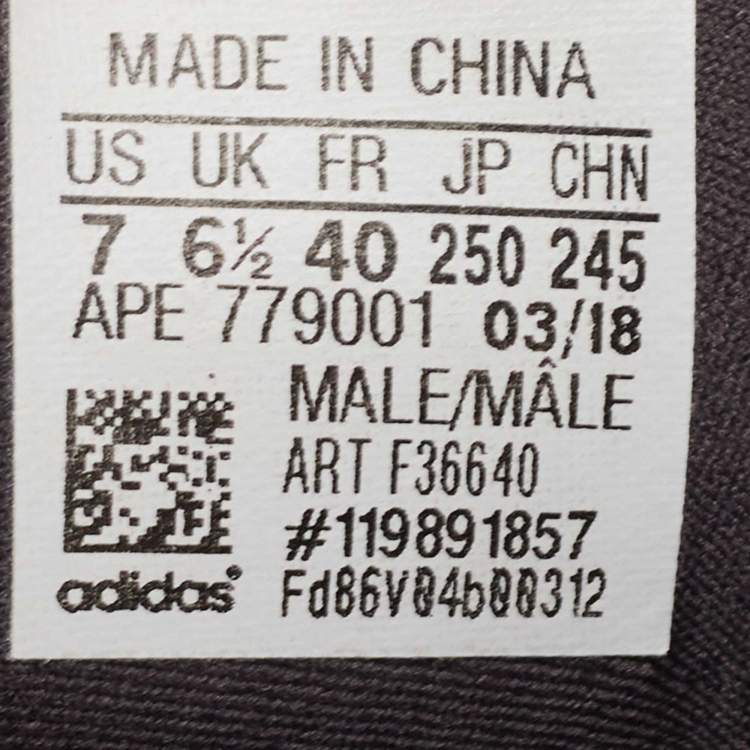 MADE IN CHINA
US UK FR JP CHN
7 6½ 40 250 245
APE 779001 03/18
MALE/MÂLE
ART F36640
#119891857
adidas® Fd86V04b00312